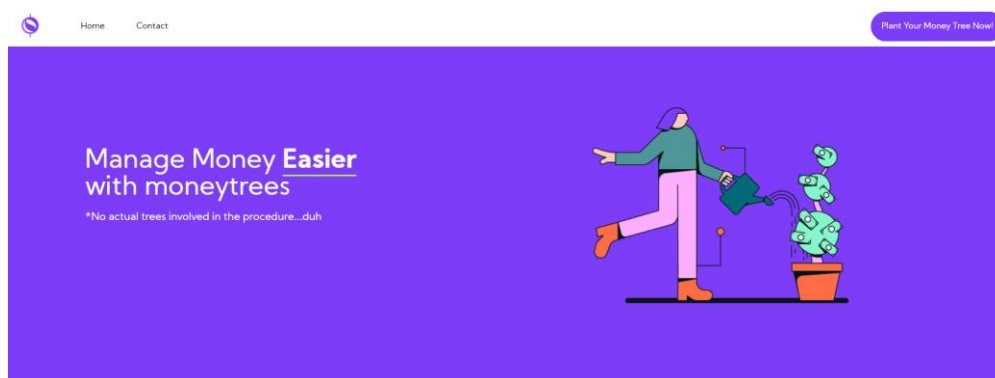 Home
Contact
Plant Your Money Tree Now!
Manage Money Easier
with moneytrees
*No actual trees involved in the procedure...duh